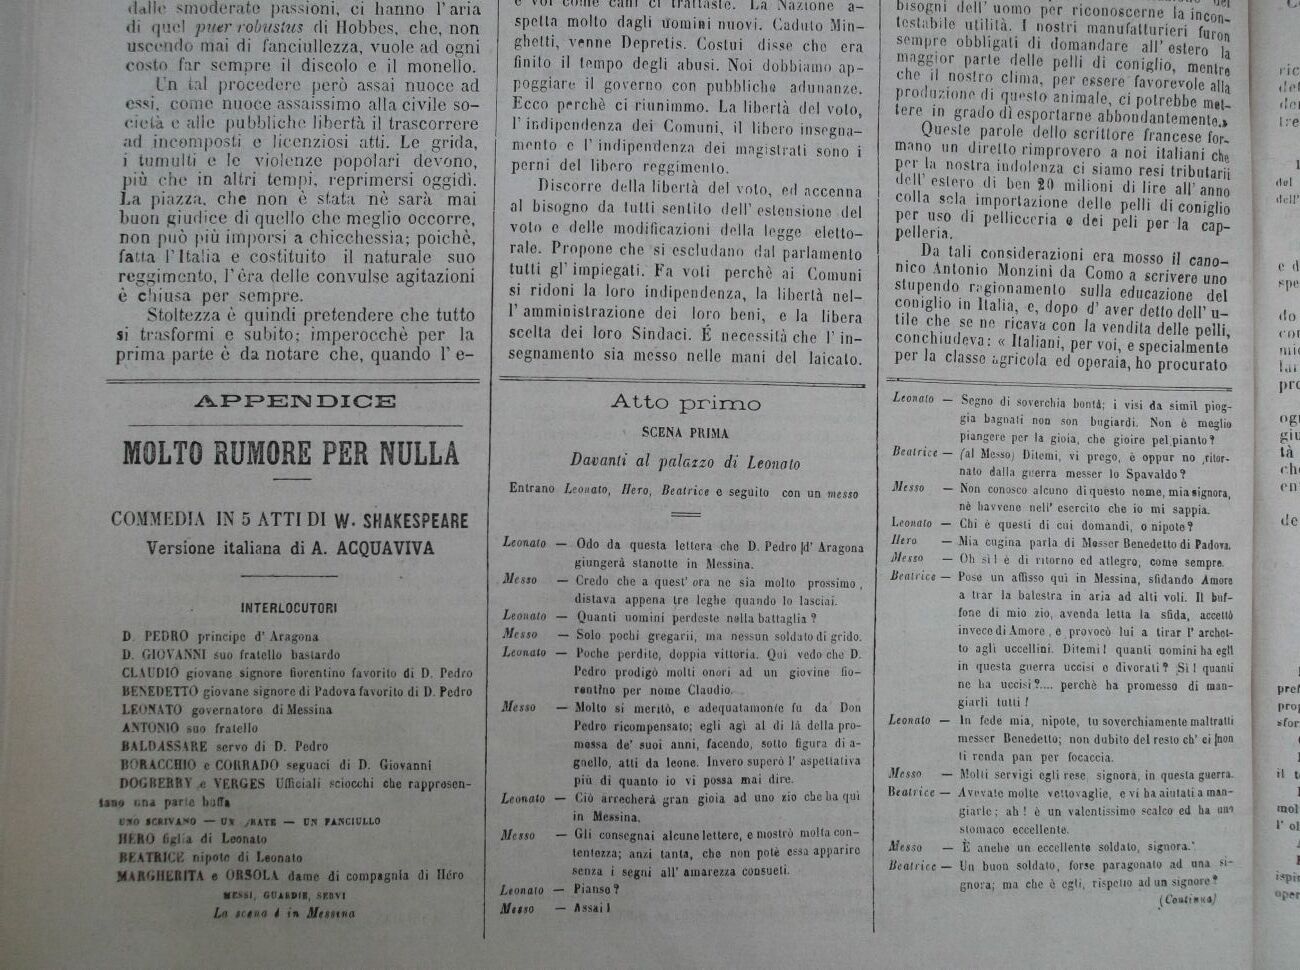 dalle smoderate passioni, ci hanno l'aria
di quel puer robustus di Hobbes, che, non
uscendo mai di fanciullezza, vuole ad ogni
costo far sempre il discolo e il monello.
Un tal procedere però assai nuoce ad
essi, come nuoce assaissimo alla civile so-
cietà e alle pubbliche libertà il trascorrere
ad incomposti e licenziosi atti. Le grida,
i tumulti e le violenze popolari devono,
più che in altri tempi, reprimersi oggidì.
La piazza, che non è stata nè sarà mai
buon giudice di quello che meglio occorre,
non può più imporsi a chicchessia; poichè,
fatta l'Italia e costituito il naturale suo
reggimento, l'êra delle convulse agitazioni
è chiusa per sempre.
Stoltezza è quindi pretendere che tutto
si trasformi e subito; imperocchè per la
prima parte è da notare che, quando l'e-
e voi come cani ci trattaste. La Nazione a-
spetta molto dagli uomini nuovi. Caduto Min-
ghetti, venne Depretis. Costui disse che era
finito il tempo degli abusi. Noi dobbiamo ap-
poggiare il governo con pubbliche adunanze.
Ecco perchè ci riunimmo. La libertà del voto,
l'indipendenza dei Comuni, il libero insegna-
mento e l'indipendenza dei magistrati sono i
perni del libero reggimento.
Discorre della libertà del voto, ed accenna
al bisogno da tutti sentito dell'estensione del
voto e delle modificazioni della legge eletto-
rale. Propone che si escludano dal parlamento
tutti gl'impiegati. Fa voti perchè ai Comuni
si ridoni la loro indipendenza, la libertà nel-
l'amministrazione dei loro beni, e la libera
scelta dei loro Sindaci. É necessità che l'in-
segnamento sia messo nelle mani del laicato.
bisogni dell'uomo per riconoscerne la incon-
testabile utilità. I nostri manufatturieri furon
sempre obbligati di domandare all'estero la
maggior parte delle pelli di coniglio, mentre
che il nostro clima, per essere favorevole alla
produzione di questo animale, ci potrebbe met-
tere in grado di esportarne abbondantemente.»
Queste parole dello scrittore francese for-
mano un diretto rimprovero a noi italiani che
per la nostra indolenza ci siamo resi tributarii
dell'estero di ben 20 milioni di lire all'anno
colla sola importazione delle pelli di coniglio
per uso di pellicceria e dei peli per la cap-
pelleria.
Da tali considerazioni era mosso il cano-
nico Antonio Monzini da Como a scrivere uno
stupendo ragionamento sulla educazione del
coniglio in Italia, e, dopo d'aver detto dell'u-
tile che se ne ricava con la vendita delle pelli,
conchiudeva: « Italiani, per voi, e specialmente
per la classe agricola ed operaia, ho procurato
APPENDICE
MOLTO RUMORE PER NULLA
COMMEDIA IN 5 ATTI DI W. SHAKESPEARE
Versione italiana di A. ACQUAVIVA
INTERLOCUTORI
D. PEDRO principe d'Aragona
D. GIOVANNI suo fratello bastardo
CLAUDIO giovane signore fiorentino favorito di D. Pedro
BENEDETTO giovane signore di Padova favorito di D. Pedro
LEONATO governatore di Messina
ANTONIO suo fratello
BALDASSARE servo di D. Pedro
BORACCHIO e CORRADO seguaci di D. Giovanni
DOGBERRY e VERGES Ufficiali sciocchi che rappresen-
tano una parte buffa
UNO SCRIVANO — UN FRATE — UN FANCIULLO
HERO figlia di Leonato
BEATRICE nipote di Leonato
MARGHERITA e ORSOLA dame di compagnia di Hero
MESSI, GUARDIE, SERVI
La scena è in Messina
Atto primo
SCENA PRIMA
Davanti al palazzo di Leonato
Entrano Leonato, Hero, Beatrice e seguito con un messo
Leonato — Odo da questa lettera che D. Pedro d'Aragona
giungerà stanotte in Messina.
Messo — Credo che a quest'ora ne sia molto prossimo,
distava appena tre leghe quando lo lasciai.
Leonato — Quanti uomini perdeste nella battaglia?
Messo — Solo pochi gregarii, ma nessun soldato di grido.
Leonato — Poche perdite, doppia vittoria. Qui vedo che D.
Pedro prodigò molti onori ad un giovine fio-
rentino per nome Claudio.
Messo — Molto si meritò, e adequatamente fu da Don
Pedro ricompensato; egli agì al di là della pro-
messa de' suoi anni, facendo, sotto figura di a-
gnello, atti da leone. Invero superò l'aspettativa
più di quanto io vi possa mai dire.
Leonato — Ciò arrecherà gran gioia ad uno zio che ha qui
in Messina.
Messo — Gli consegnai alcune lettere, e mostrò molta con-
tentezza; anzi tanta, che non potè essa apparire
senza i segni all'amarezza consueti.
Leonato — Pianse?
Messo — Assai!
Leonato — Segno di soverchia bontà; i visi da simil piog-
gia bagnati non son bugiardi. Non è meglio
piangere per la gioia, che gioire pel pianto?
Beatrice — (al Messo) Ditemi, vi prego, è oppur no ritor-
nato dalla guerra messer lo Spavaldo?
Messo — Non conosco alcuno di questo nome, mia signora,
nè havvene nell'esercito che io mi sappia.
Leonato — Chi è questi di cui domandi, o nipote?
Hero — Mia cugina parla di Messer Benedetto di Padova.
Messo — Oh sì! è di ritorno ed allegro, come sempre.
Beatrice — Pose un affisso quì in Messina, sfidando Amore
a trar la balestra in aria ad alti voli. Il buf-
fone di mio zio, avenda letta la sfida, accettò
invece di Amore, e provocò lui a tirar l'archet-
to agli uccellini. Ditemi! quanti uomini ha egli
in questa guerra uccisi e divorati? Sì! quanti
ne ha uccisi?.... perchè ha promesso di man-
giarli tutti!
Leonato — In fede mia, nipote, tu soverchiamente maltratti
messer Benedetto; non dubito del resto ch'ei non
ti renda pan per focaccia.
Messo — Molti servigi egli rese, signora, in questa guerra.
Beatrice — Avevate molte vettovaglie, e vi ha aiutati a man-
giarle; ah! è un valentissimo scalco ed ha uno
stomaco eccellente.
Messo — È anche un eccellente soldato, signora.
Beatrice — Un buon soldato, forse paragonato ad una si-
gnora; ma che è egli, rispetto ad un signore?
(Continua)